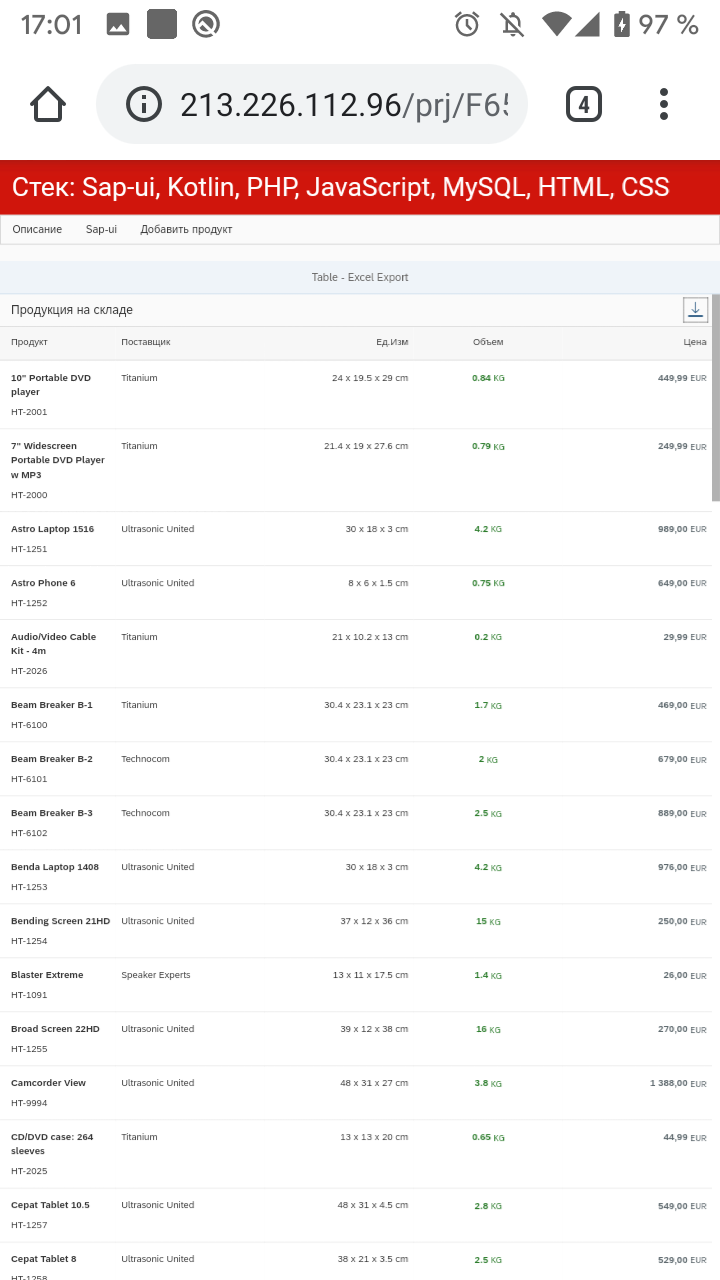 17:01 97 %
213.226.112.96/prj/F65 4
Стек: Sap-ui, Kotlin, PHP, JavaScript, MySQL, HTML, CSS
Описание Sap-ui Добавить продукт
Table - Excel Export
Продукция на складе
Продукт Поставщик Ед.Изм Объем Цена
10" Portable DVD Titanium 24 x 19.5 x 29 cm 0.84 KG 449,99 EUR
player
HT-2001
7" Widescreen Titanium 21.4 x 19 x 27.6 cm 0.79 KG 249,99 EUR
Portable DVD Player
w MP3
HT-2000
Astro Laptop 1516 Ultrasonic United 30 x 18 x 3 cm 4.2 KG 989,00 EUR
HT-1251
Astro Phone 6 Ultrasonic United 8 x 6 x 1.5 cm 0.75 KG 649,00 EUR
HT-1252
Audio/Video Cable Titanium 21 x 10.2 x 13 cm 0.2 KG 29,99 EUR
Kit - 4m
HT-2026
Beam Breaker B-1 Titanium 30.4 x 23.1 x 23 cm 1.7 KG 469,00 EUR
HT-6100
Beam Breaker B-2 Technocom 30.4 x 23.1 x 23 cm 2 KG 679,00 EUR
HT-6101
Beam Breaker B-3 Technocom 30.4 x 23.1 x 23 cm 2.5 KG 889,00 EUR
HT-6102
Benda Laptop 1408 Ultrasonic United 30 x 18 x 3 cm 4.2 KG 976,00 EUR
HT-1253
Bending Screen 21HD Ultrasonic United 37 x 12 x 36 cm 15 KG 250,00 EUR
HT-1254
Blaster Extreme Speaker Experts 13 x 11 x 17.5 cm 1.4 KG 26,00 EUR
HT-1091
Broad Screen 22HD Ultrasonic United 39 x 12 x 38 cm 16 KG 270,00 EUR
HT-1255
Camcorder View Ultrasonic United 48 x 31 x 27 cm 3.8 KG 1 388,00 EUR
HT-9994
CD/DVD case: 264 Titanium 13 x 13 x 20 cm 0.65 KG 44,99 EUR
sleeves
HT-2025
Cepat Tablet 10.5 Ultrasonic United 48 x 31 x 4.5 cm 2.8 KG 549,00 EUR
HT-1257
Cepat Tablet 8 Ultrasonic United 38 x 21 x 3.5 cm 2.5 KG 529,00 EUR
HT-1258